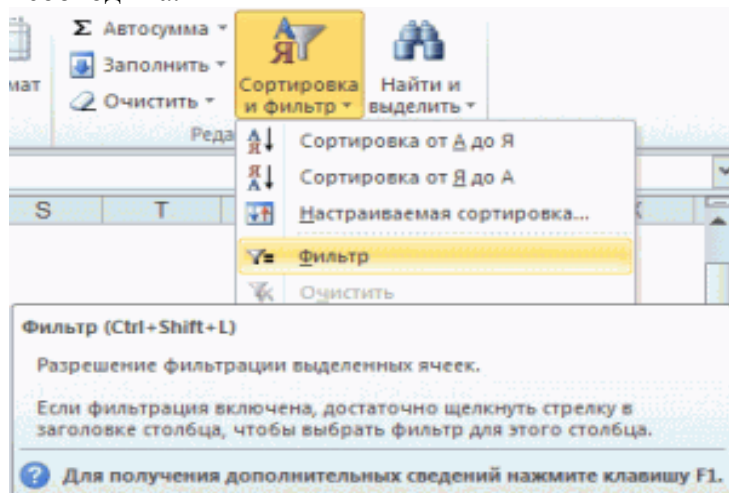 Σ Автосумма
Заполнить
Очистить
мат
Сортировка
и фильтр
Найти и
выделить
Реда
Сортировка от А до Я
Сортировка от Я до А
Настраиваемая сортировка...
S T
Фильтр
Очистить
Фильтр (Ctrl+Shift+L)
Разрешение фильтрации выделенных ячеек.
Если фильтрация включена, достаточно щелкнуть стрелку в
заголовке столбца, чтобы выбрать фильтр для этого столбца.
Для получения дополнительных сведений нажмите клавишу F1.